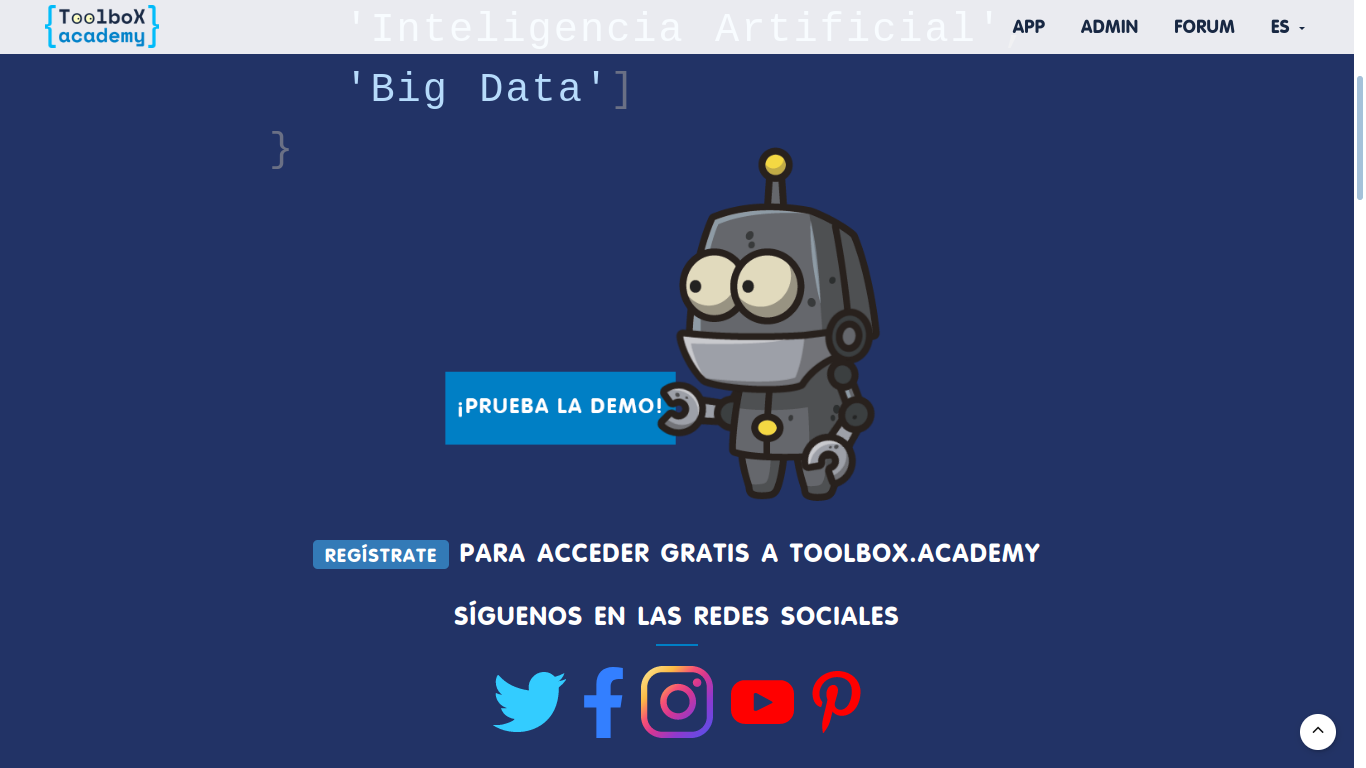 {ToolboX
academy}
APP ADMIN FORUM ES
'Inteligencia Artificial',
'Big Data']
}
¡PRUEBA LA DEMO!
REGÍSTRATE PARA ACCEDER GRATIS A TOOLBOX.ACADEMY
SÍGUENOS EN LAS REDES SOCIALES